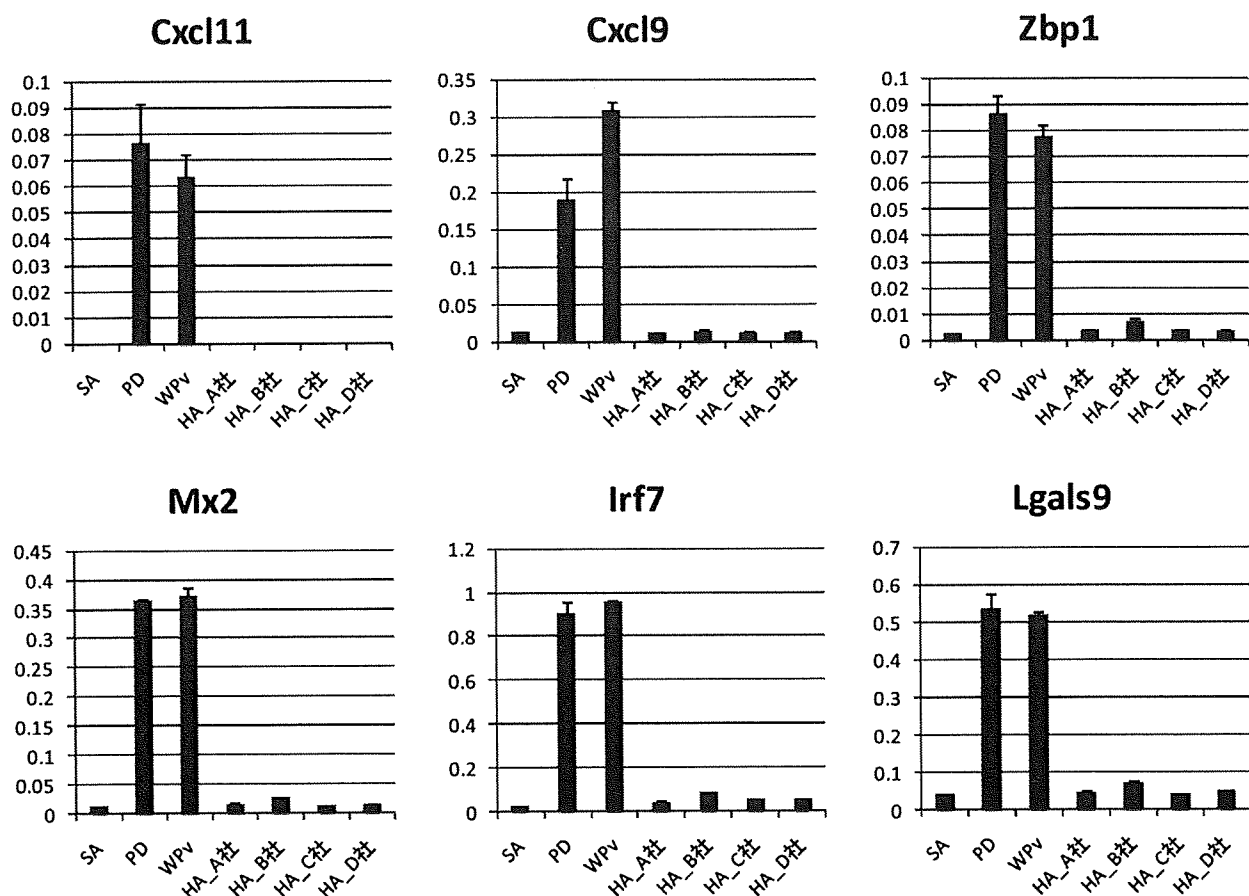 Cxcl11
0.1
0.09
0.08
0.07
0.06
0.05
0.04
0.03
0.02
0.01
0
SA
PD
WPv
HA_A社
HA_B社
HA_C社
HA_D社
Cxcl9
0.35
0.3
0.25
0.2
0.15
0.1
0.05
0
SA
PD
WPv
HA_A社
HA_B社
HA_C社
HA_D社
Zbp1
0.1
0.09
0.08
0.07
0.06
0.05
0.04
0.03
0.02
0.01
0
SA
PD
WPv
HA_A社
HA_B社
HA_C社
HA_D社
Mx2
0.45
0.4
0.35
0.3
0.25
0.2
0.15
0.1
0.05
0
SA
PD
WPv
HA_A社
HA_B社
HA_C社
HA_D社
Irf7
1.2
1
0.8
0.6
0.4
0.2
0
SA
PD
WPv
HA_A社
HA_B社
HA_C社
HA_D社
Lgals9
0.7
0.6
0.5
0.4
0.3
0.2
0.1
0
SA
PD
WPv
HA_A社
HA_B社
HA_C社
HA_D社